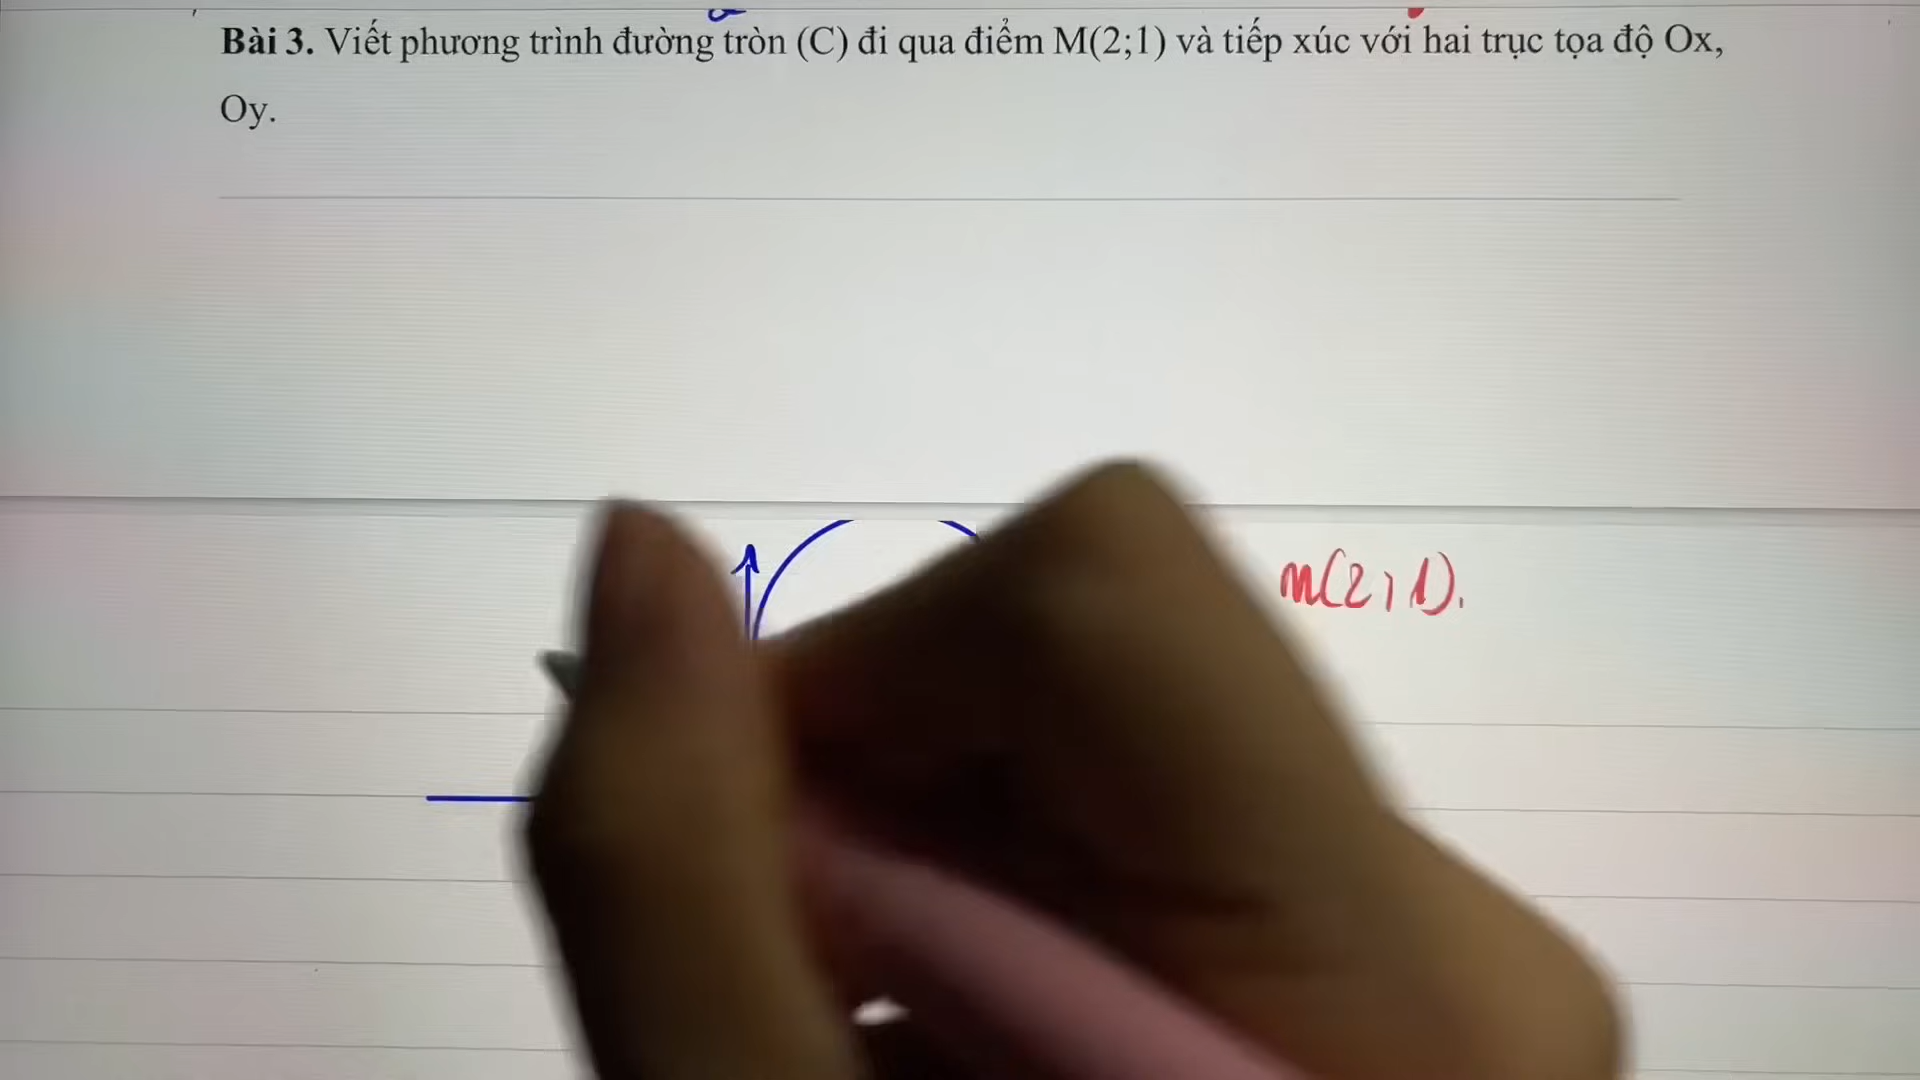 Bài 3. Viết phương trình đường tròn (C) đi qua điểm M(2;1) và tiếp xúc với hai trục tọa độ Ox,
Oy.
M(2;1).